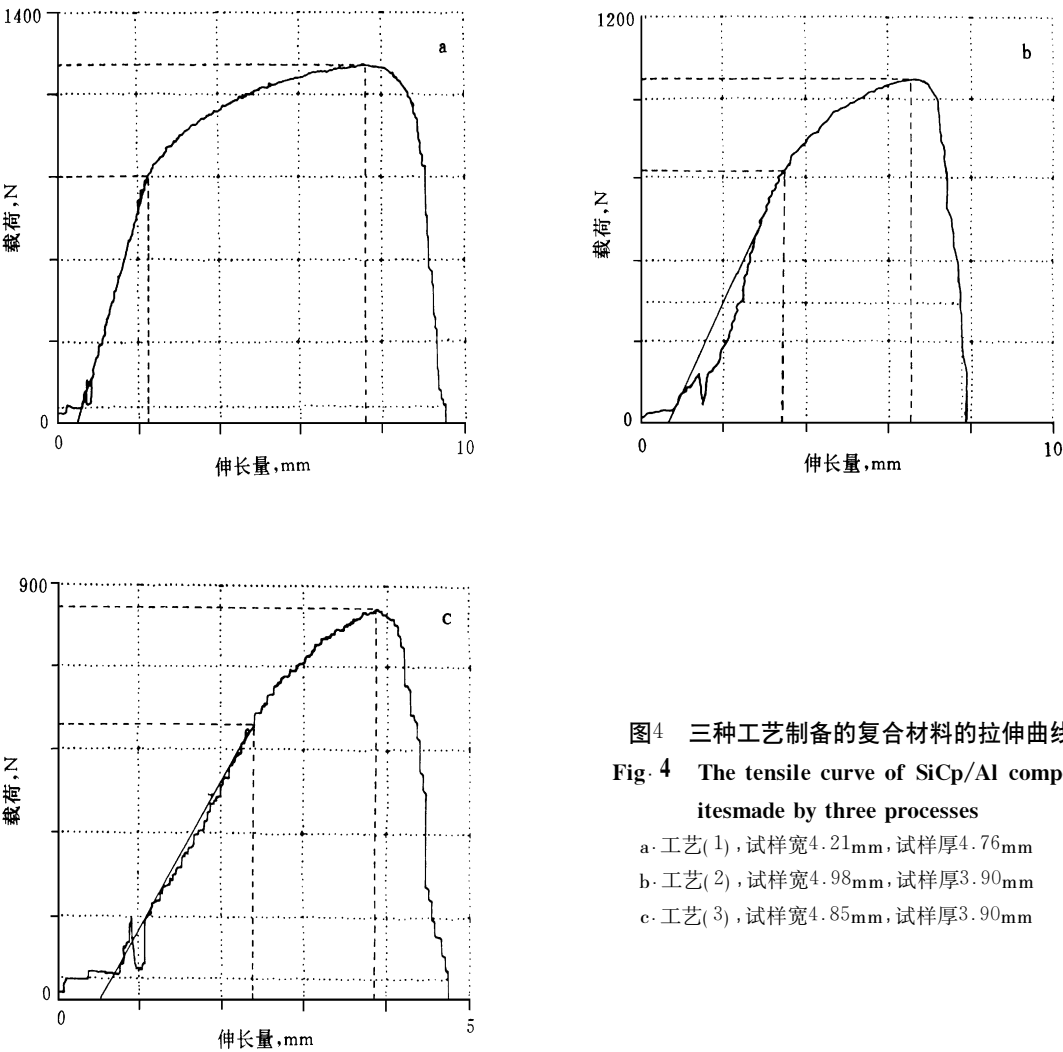 1400
a
载荷,N
0
0
10
伸长量,mm
1200
b
载荷,N
0
0
10
伸长量,mm
900
c
载荷,N
0
0
5
伸长量,mm
图4 三种工艺制备的复合材料的拉伸曲线
Fig. 4 The tensile curve of SiCp/Al comp
itesmade by three processes
a.工艺(1),试样宽4.21mm,试样厚4.76mm
b.工艺(2),试样宽4.98mm,试样厚3.90mm
c.工艺(3),试样宽4.85mm,试样厚3.90mm